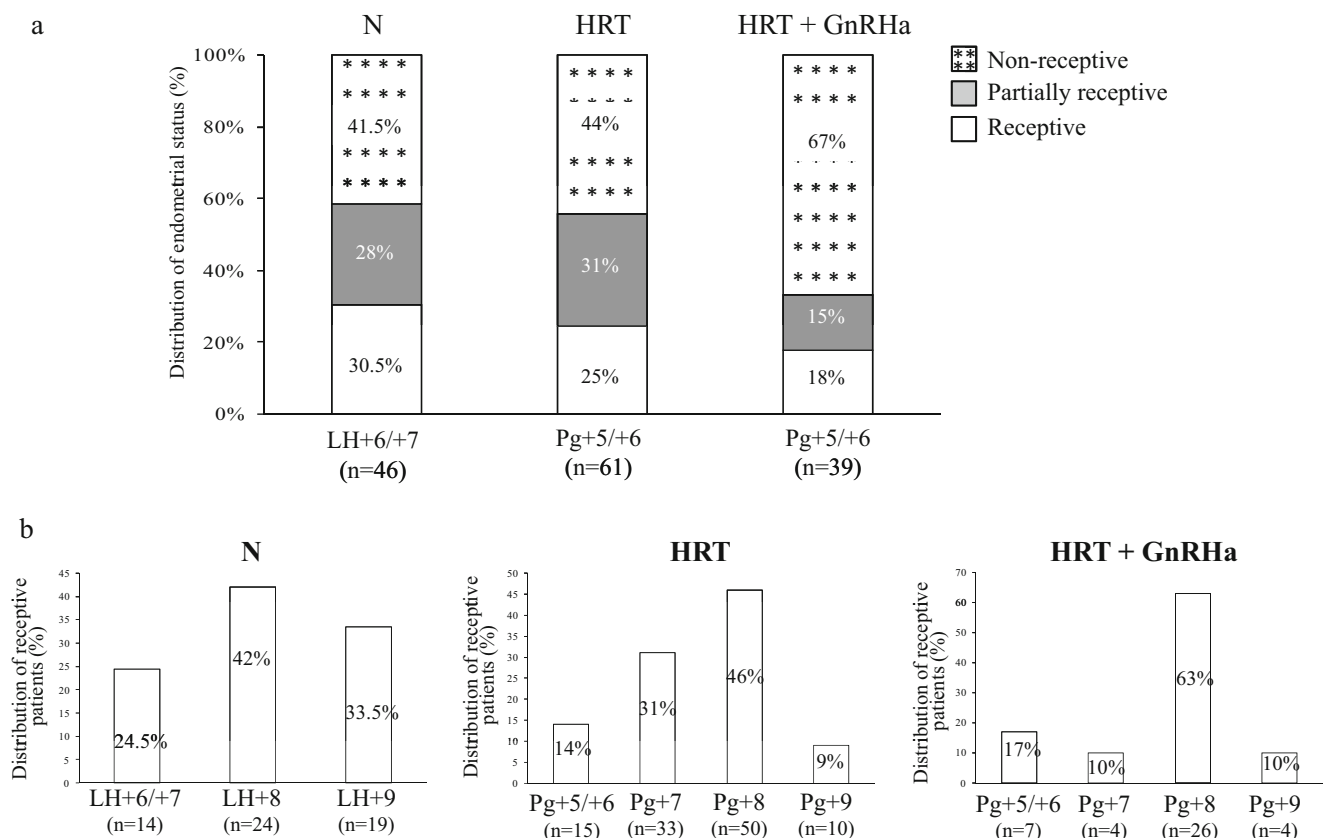 a
N
HRT
HRT + GnRHa
Distribution of endometrial status (%)
100%
80%
60%
40%
20%
0%
41.5%
28%
30.5%
44%
31%
25%
67%
15%
18%
LH+6/+7
(n=46)
Pg+5/+6
(n=61)
Pg+5/+6
(n=39)
Non-receptive
Partially receptive
Receptive
b
N
Distribution of receptive
patients (%)
45
40
35
30
25
20
15
10
5
0
24.5%
42%
33.5%
LH+6/+7
(n=14)
LH+8
(n=24)
LH+9
(n=19)
HRT
Distribution of receptive
patients (%)
50
45
40
35
30
25
20
15
10
5
0
14%
31%
46%
9%
Pg+5/+6
(n=15)
Pg+7
(n=33)
Pg+8
(n=50)
Pg+9
(n=10)
HRT + GnRHa
Distribution of receptive
patients (%)
70
60
50
40
30
20
10
0
17%
10%
63%
10%
Pg+5/+6
(n=7)
Pg+7
(n=4)
Pg+8
(n=26)
Pg+9
(n=4)